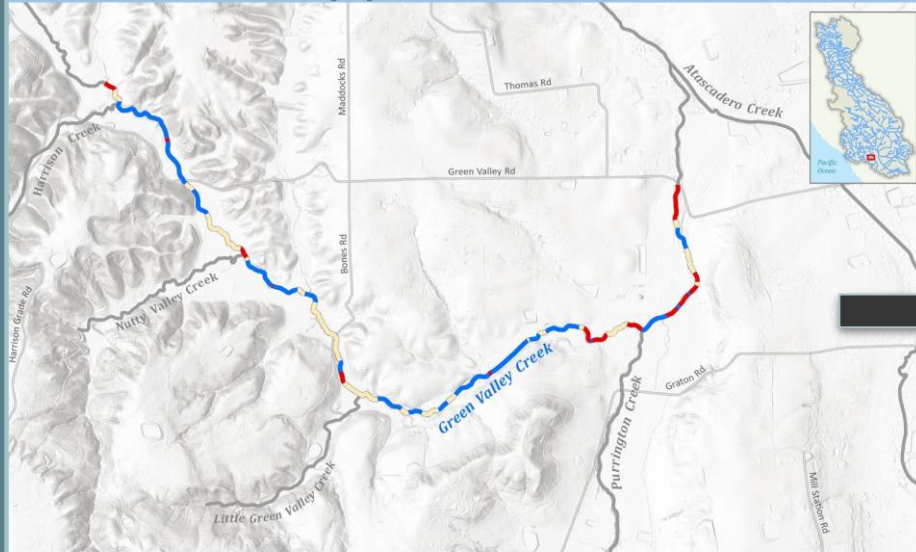 Maddocks Rd
Thomas Rd
Atascadero Creek
Pacific
Ocean
Harrison Creek
Green Valley Rd
Bones Rd
Nutty Valley Creek
Harrison Grade Rd
Green Valley Creek
Graton Rd
Purrington Creek
Little Green Valley Creek
Mill Station Rd